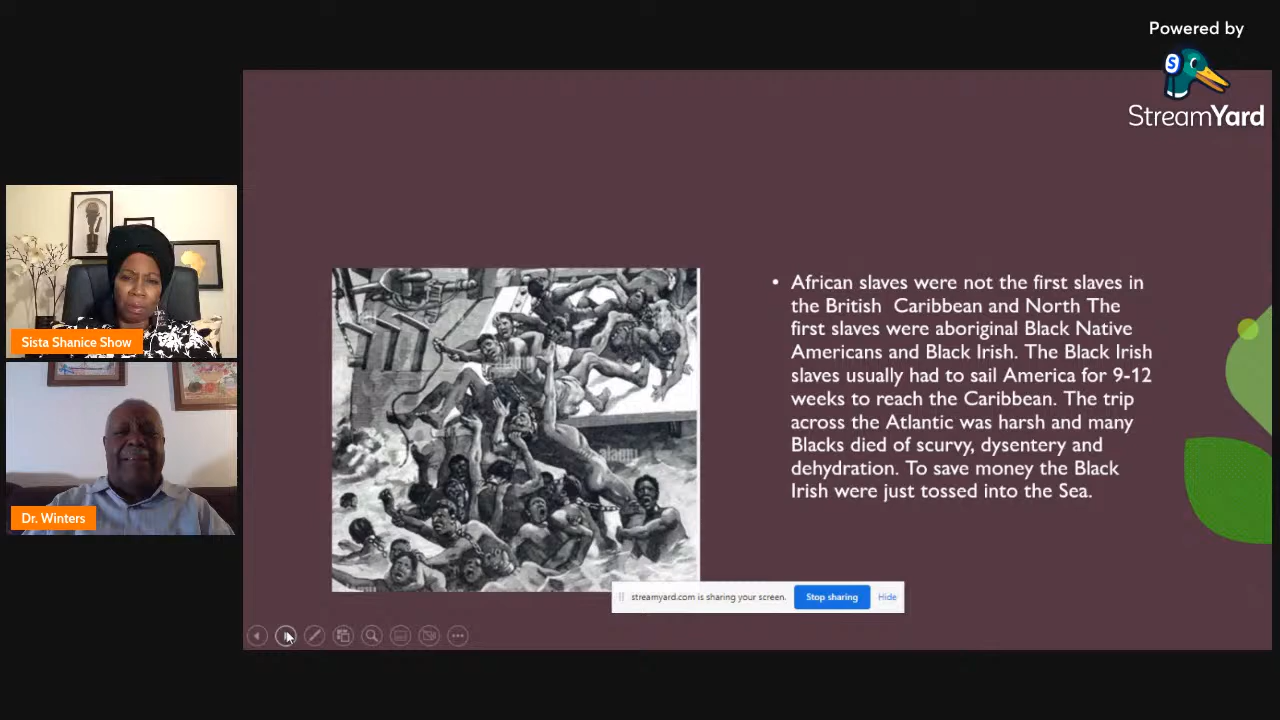 Powered by
StreamYard
Sista Shanice Show
Dr. Winters
• African slaves were not the first slaves in
the British Caribbean and North The
first slaves were aboriginal Black Native
Americans and Black Irish. The Black Irish
slaves usually had to sail America for 9-12
weeks to reach the Caribbean. The trip
across the Atlantic was harsh and many
Blacks died of scurvy, dysentery and
dehydration. To save money the Black
Irish were just tossed into the Sea.
alamy
alamy
streamyard.com is sharing your screen. Stop sharing Hide